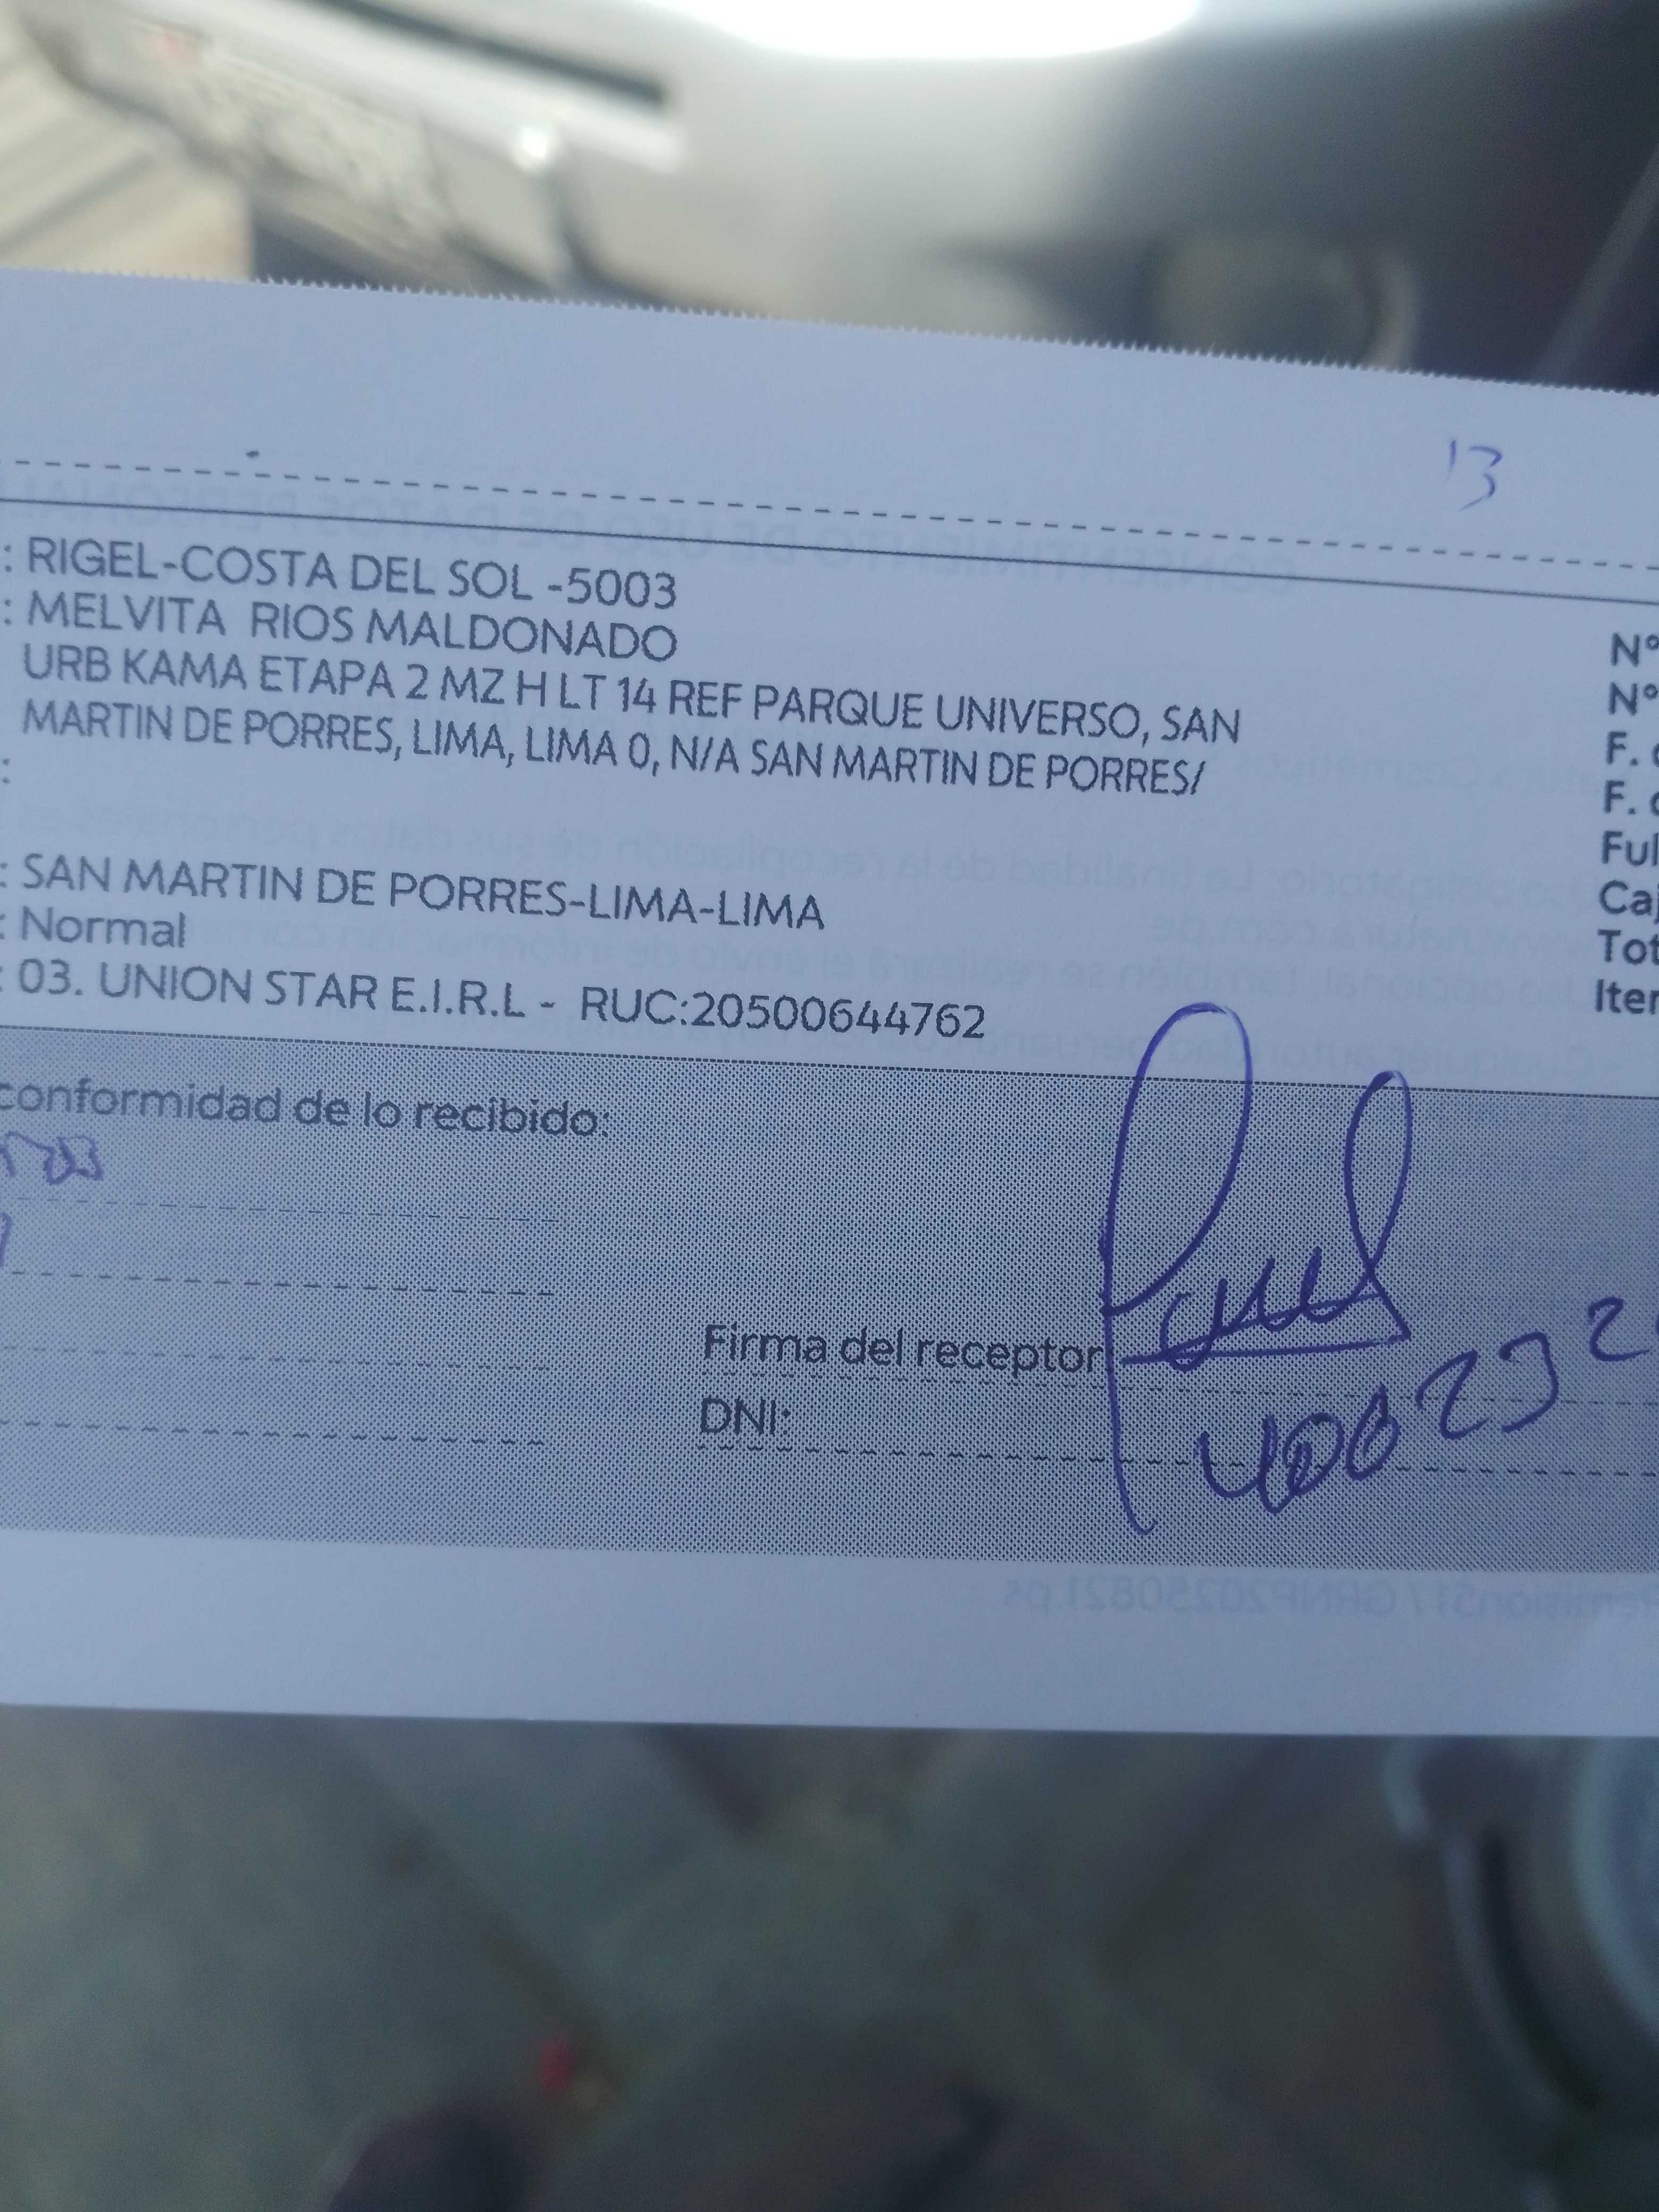 13
: RIGEL-COSTA DEL SOL -5003
: MELVITA RIOS MALDONADO
URB KAMA ETAPA 2 MZ H LT 14 REF PARQUE UNIVERSO, SAN
MARTIN DE PORRES, LIMA, LIMA 0, N/A SAN MARTIN DE PORRES/
:
: SAN MARTIN DE PORRES-LIMA-LIMA
: Normal
: 03. UNION STAR E.I.R.L - RUC:20500644762
N°
N°
F.
F.
Ful
Caj
Tot
Iter
conformidad de lo recibido:
Firma del receptor
DNI: